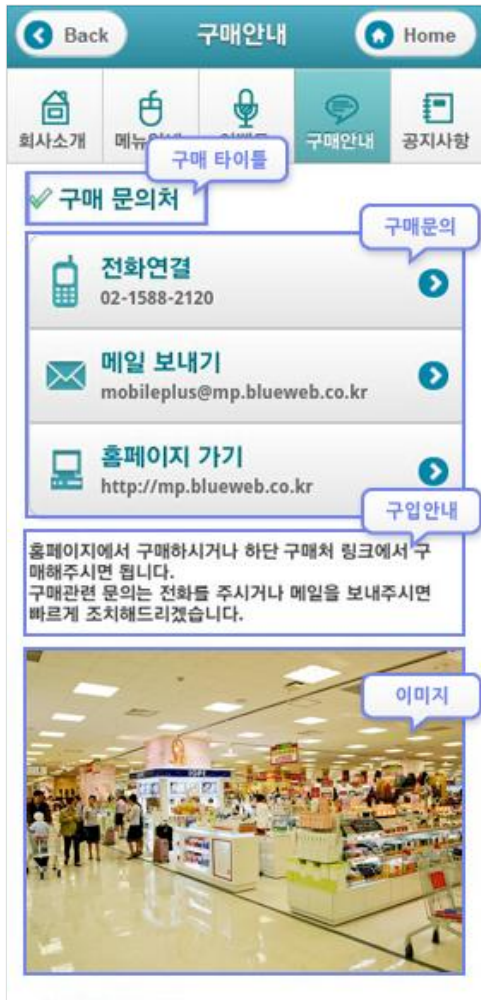 Back
구매안내
Home
회사소개
구매안내
공지사항
구매 타이틀
구매 문의처
구매문의
전화연결
02-1588-2120
메일 보내기
mobileplus@mp.blueweb.co.kr
홈페이지 가기
http://mp.blueweb.co.kr
구입안내
홈페이지에서 구매하시거나 하단 구매처 링크에서 구
매해주시면 됩니다.
구매관련 문의는 전화를 주시거나 메일을 보내주시면
빠르게 조치해드리겠습니다.
이미지